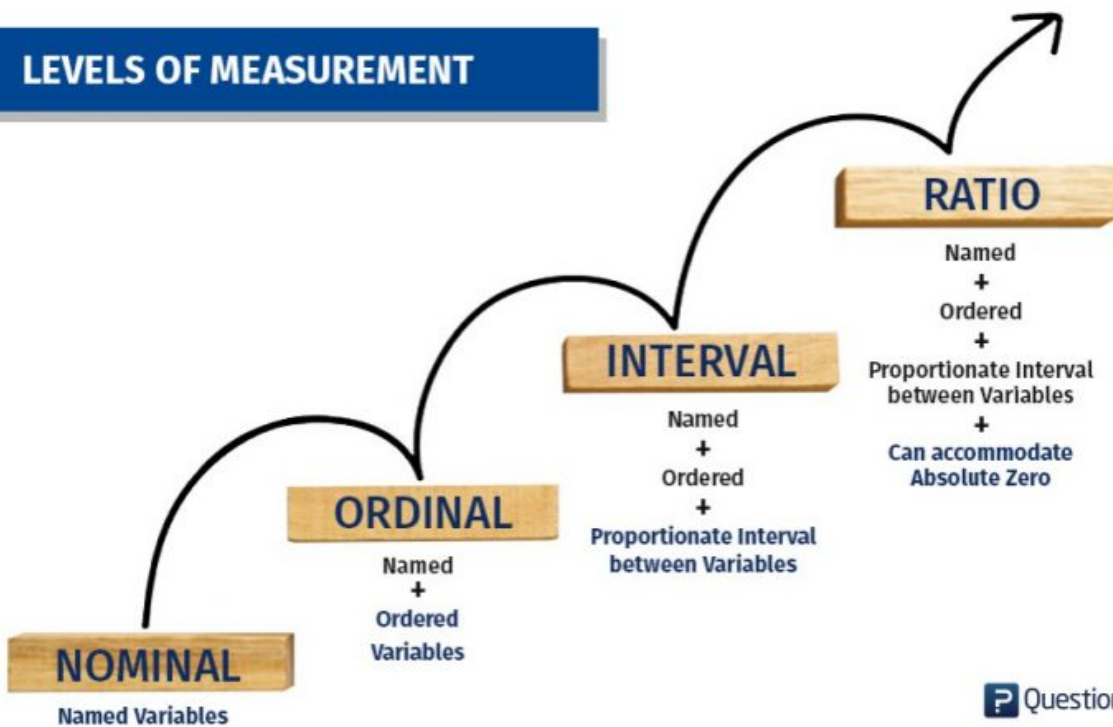 LEVELS OF MEASUREMENT
NOMINAL
Named Variables
ORDINAL
Named
+
Ordered
Variables
INTERVAL
Named
+
Ordered
+
Proportionate Interval
between Variables
RATIO
Named
+
Ordered
+
Proportionate Interval
between Variables
+
Can accommodate
Absolute Zero
Question